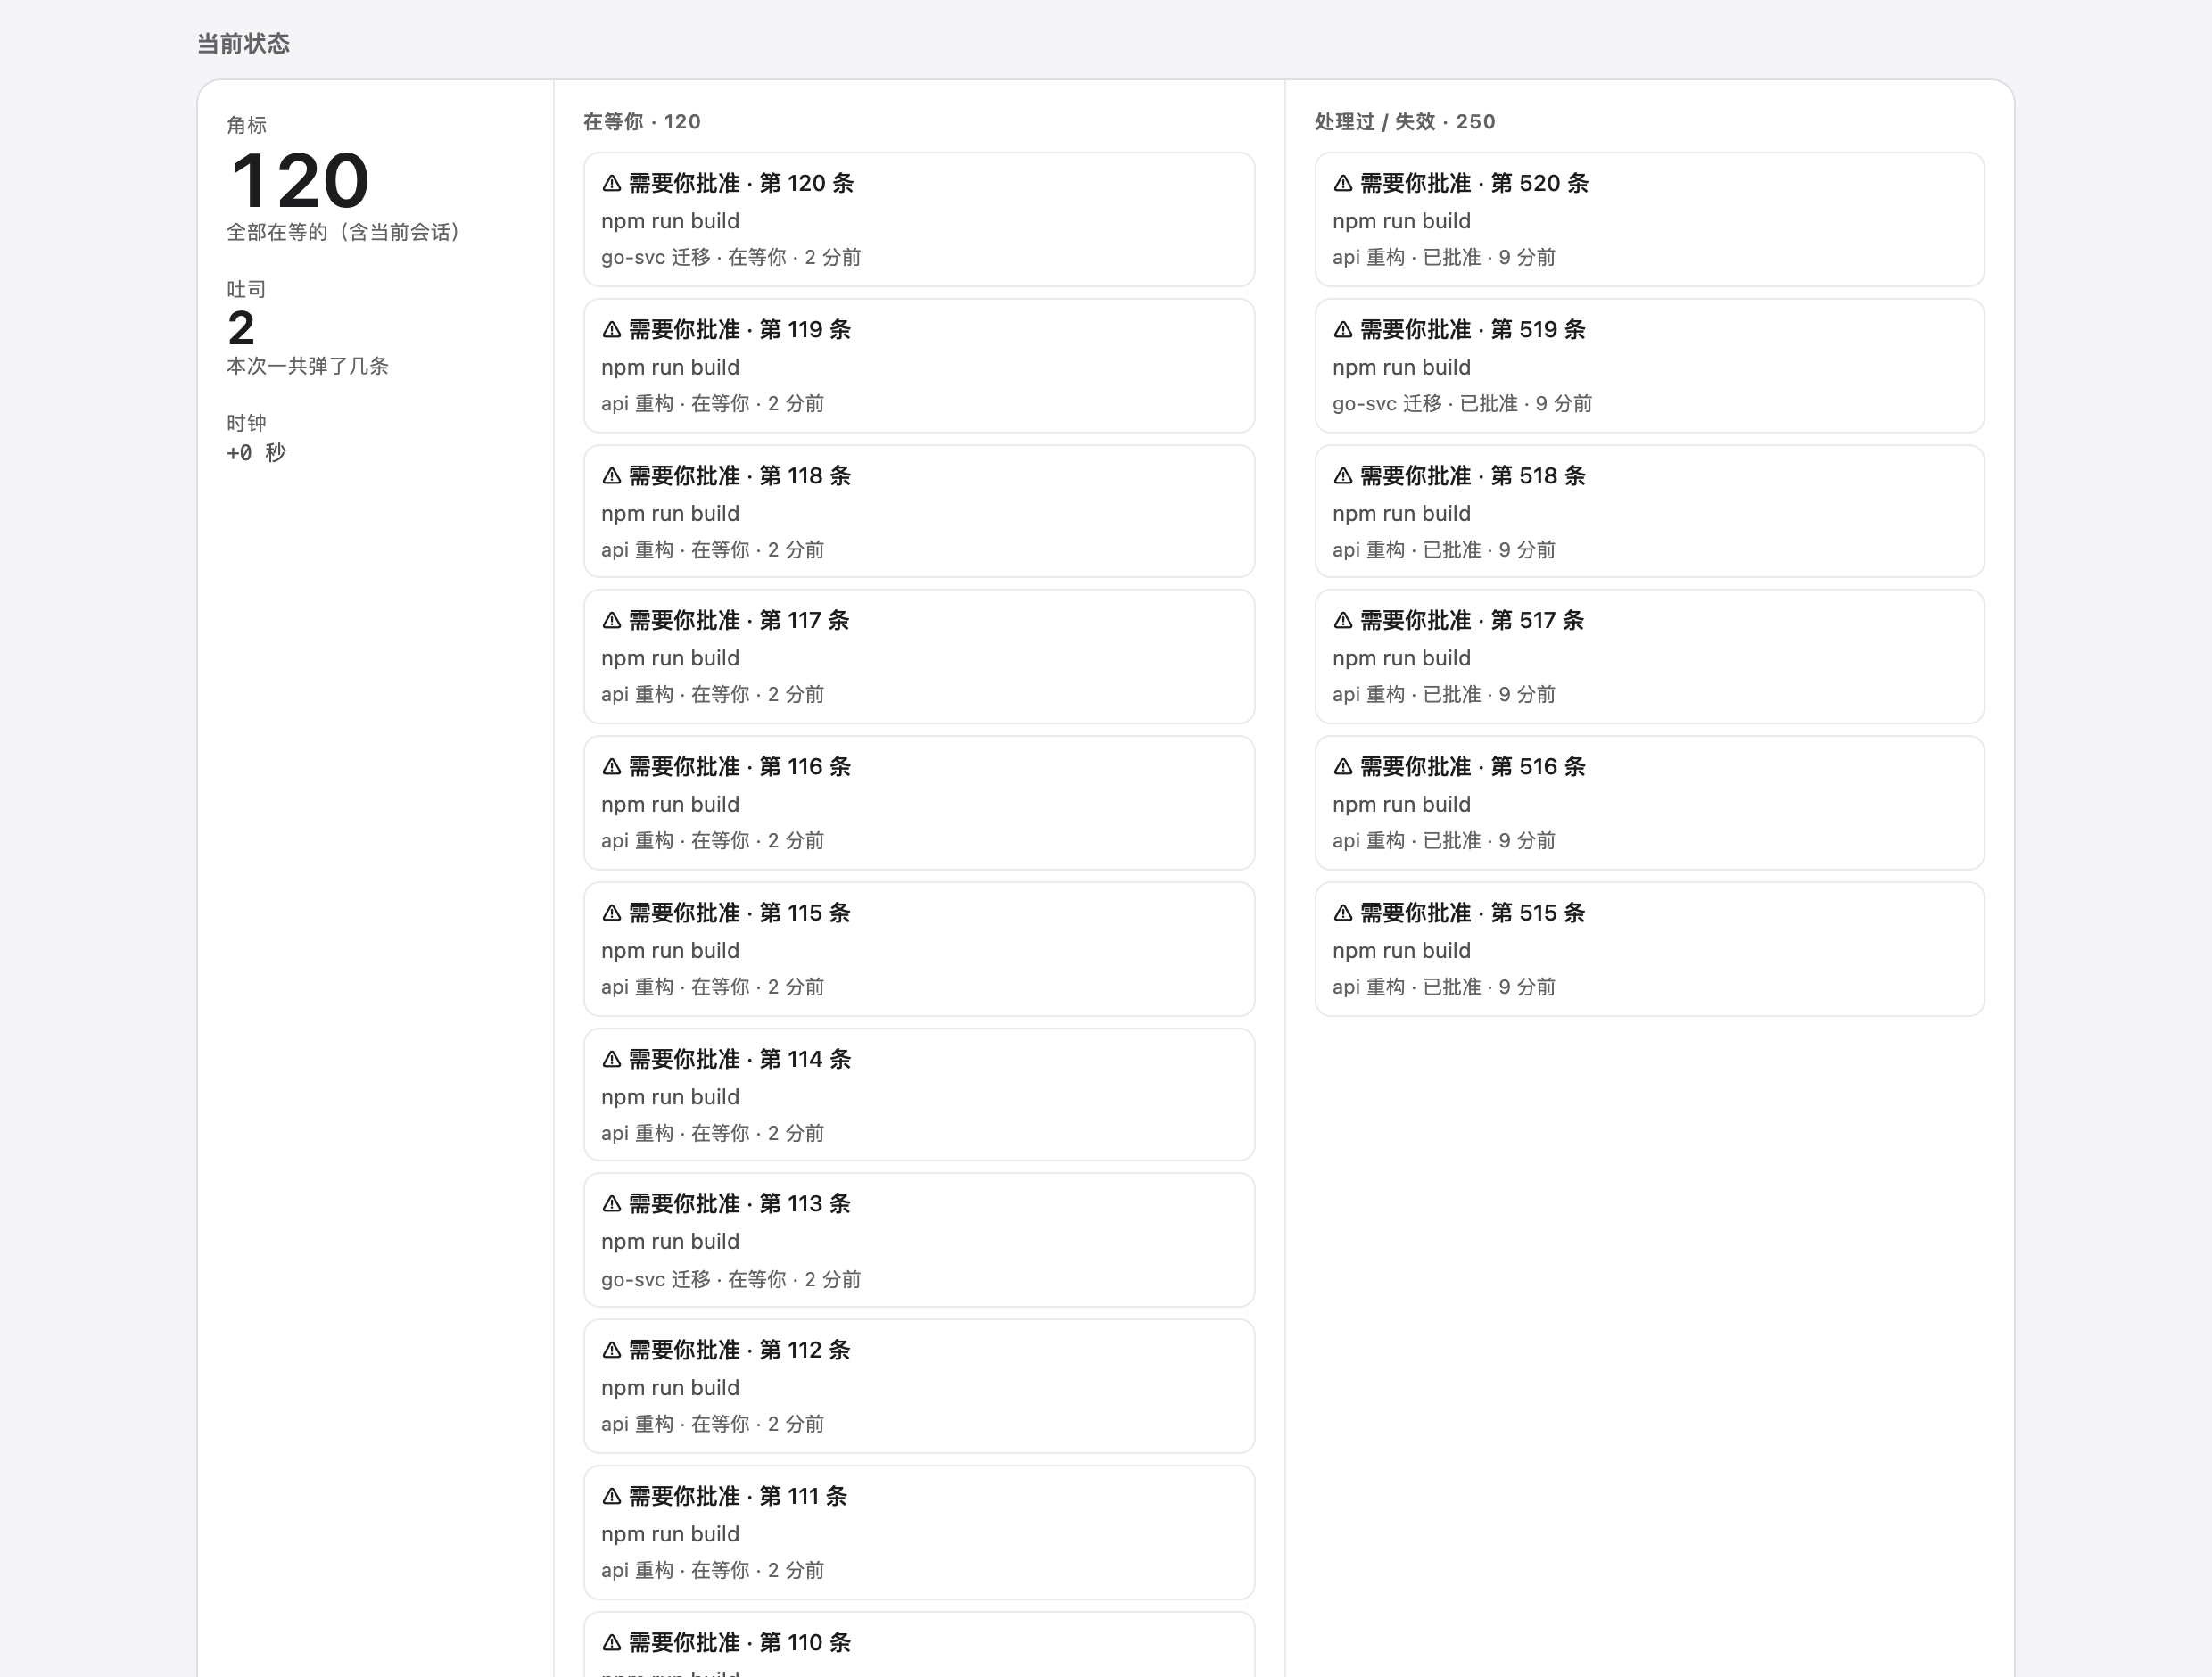 当前状态
角标
120
全部在等的（含当前会话）
吐司
2
本次一共弹了几条
时钟
+0 秒
在等你 · 120
需要你批准 · 第 120 条
npm run build
go-svc 迁移 · 在等你 · 2 分前
需要你批准 · 第 119 条
npm run build
api 重构 · 在等你 · 2 分前
需要你批准 · 第 118 条
npm run build
api 重构 · 在等你 · 2 分前
需要你批准 · 第 117 条
npm run build
api 重构 · 在等你 · 2 分前
需要你批准 · 第 116 条
npm run build
api 重构 · 在等你 · 2 分前
需要你批准 · 第 115 条
npm run build
api 重构 · 在等你 · 2 分前
需要你批准 · 第 114 条
npm run build
api 重构 · 在等你 · 2 分前
需要你批准 · 第 113 条
npm run build
go-svc 迁移 · 在等你 · 2 分前
需要你批准 · 第 112 条
npm run build
api 重构 · 在等你 · 2 分前
需要你批准 · 第 111 条
npm run build
api 重构 · 在等你 · 2 分前
需要你批准 · 第 110 条
处理过 / 失效 · 250
需要你批准 · 第 520 条
npm run build
api 重构 · 已批准 · 9 分前
需要你批准 · 第 519 条
npm run build
go-svc 迁移 · 已批准 · 9 分前
需要你批准 · 第 518 条
npm run build
api 重构 · 已批准 · 9 分前
需要你批准 · 第 517 条
npm run build
api 重构 · 已批准 · 9 分前
需要你批准 · 第 516 条
npm run build
api 重构 · 已批准 · 9 分前
需要你批准 · 第 515 条
npm run build
api 重构 · 已批准 · 9 分前